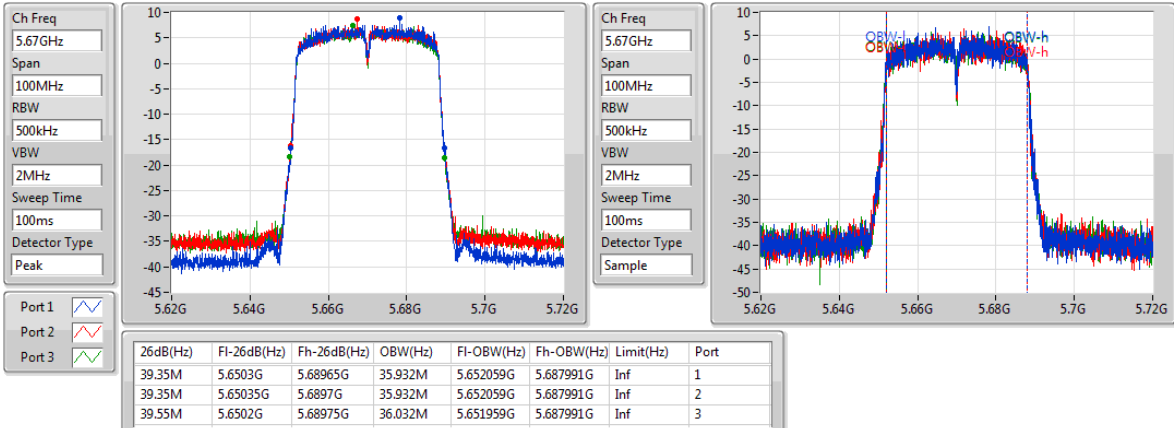 Ch Freq
5.67GHz
Span
100MHz
RBW
500kHz
VBW
2MHz
Sweep Time
100ms
Detector Type
Peak
10
5
0
-5
-10
-15
-20
-25
-30
-35
-40
-45
5.62G 5.64G 5.66G 5.68G 5.7G 5.72G
Ch Freq
5.67GHz
Span
100MHz
RBW
500kHz
VBW
2MHz
Sweep Time
100ms
Detector Type
Sample
10
5
0
-5
-10
-15
-20
-25
-30
-35
-40
-45
-50
OBW-l OBW-h
OBW-h
5.62G 5.64G 5.66G 5.68G 5.7G 5.72G
Port 1
Port 2
Port 3
26dB(Hz) Fl-26dB(Hz) Fh-26dB(Hz) OBW(Hz) Fl-OBW(Hz) Fh-OBW(Hz) Limit(Hz) Port
39.35M 5.6503G 5.68965G 35.932M 5.652059G 5.687991G Inf 1
39.35M 5.65035G 5.6897G 35.932M 5.652059G 5.687991G Inf 2
39.55M 5.6502G 5.68975G 36.032M 5.651959G 5.687991G Inf 3